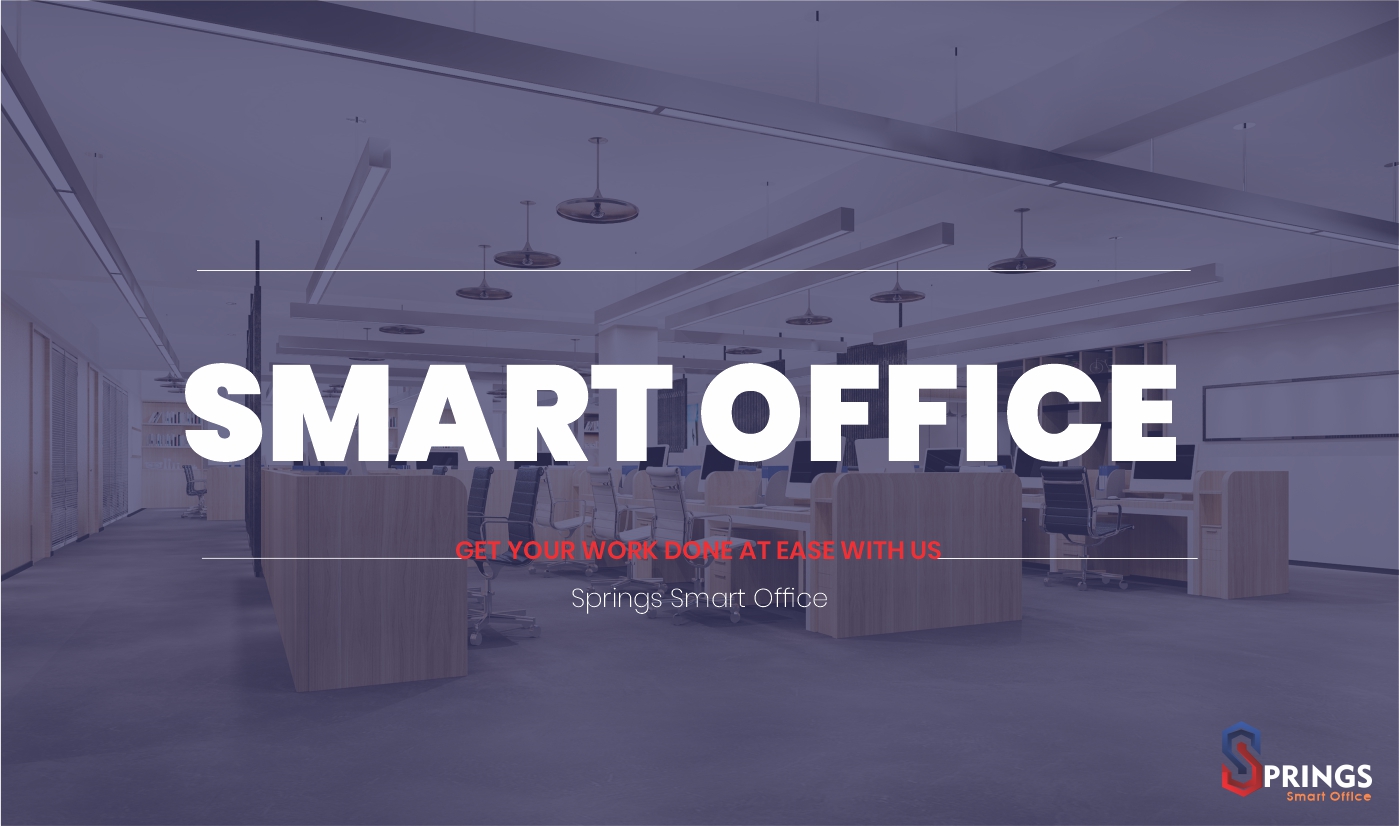 SMART OFFICE
GET YOUR WORK DONE AT EASE WITH US
Springs Smart Office
SPRINGS
Smart Office